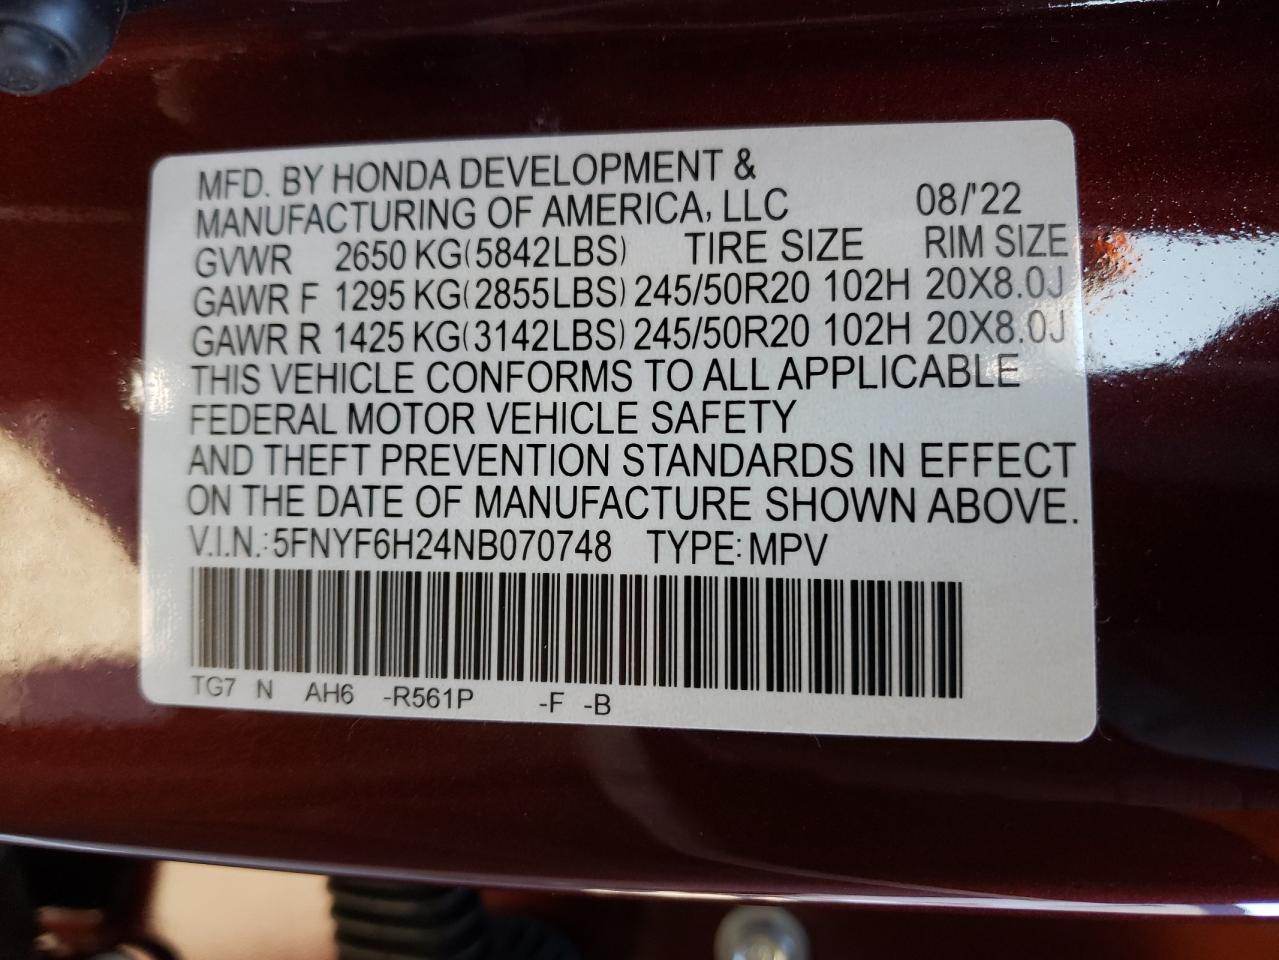 MFD. BY HONDA DEVELOPMENT &
MANUFACTURING OF AMERICA, LLC 08/'22
GVWR 2650 KG(5842LBS) TIRE SIZE RIM SIZE
GAWR F 1295 KG(2855LBS) 245/50R20 102H 20X8.0J
GAWR R 1425 KG(3142LBS) 245/50R20 102H 20X8.0J
THIS VEHICLE CONFORMS TO ALL APPLICABLE
FEDERAL MOTOR VEHICLE SAFETY
AND THEFT PREVENTION STANDARDS IN EFFECT
ON THE DATE OF MANUFACTURE SHOWN ABOVE.
V.I.N.: 5FNYF6H24NB070748 TYPE: MPV
TG7 N AH6 -R561P -F -B